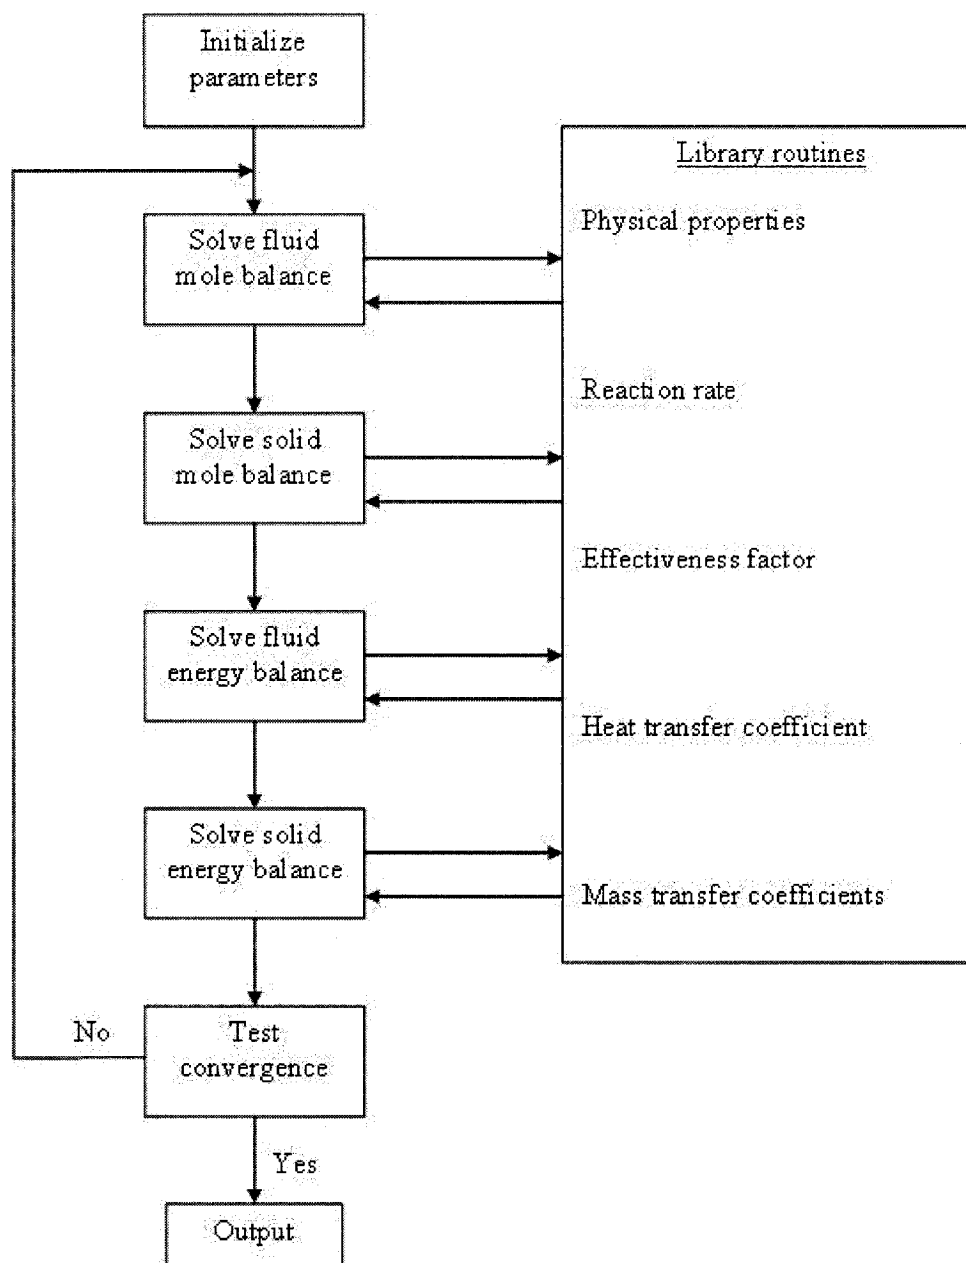 Initialize
parameters
Library routines
Physical properties
Solve fluid
mole balance
Reaction rate
Solve solid
mole balance
Effectiveness factor
Solve fluid
energy balance
Heat transfer coefficient
Solve solid
energy balance
Mass transfer coefficients
No
Test
convergence
Yes
Output